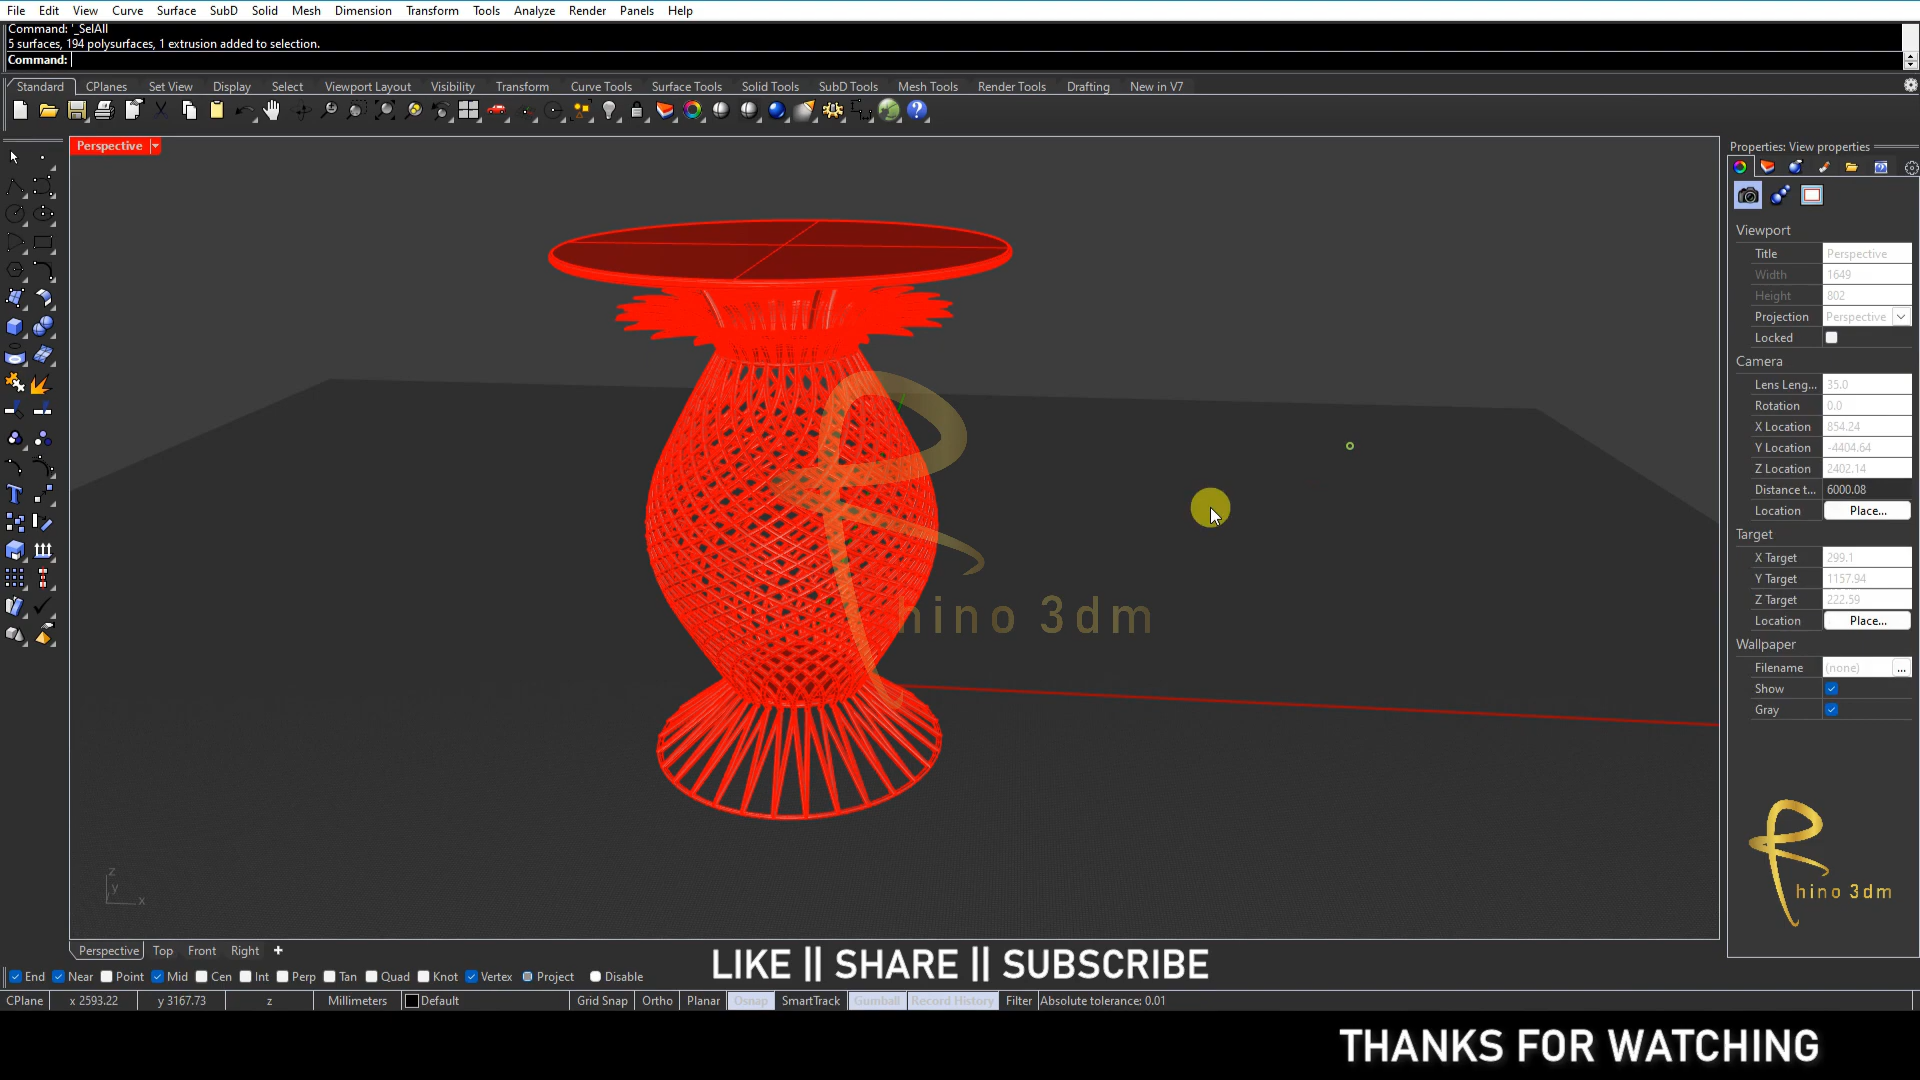 File Edit View Curve Surface SubD Solid Mesh Dimension Transform Tools Analyze Render Panels Help
Command: '_SelAll
5 surfaces, 194 polysurfaces, 1 extrusion added to selection.
Command:
Standard CPlanes Set View Display Select Viewport Layout Visibility Transform Curve Tools Surface Tools Solid Tools SubD Tools Mesh Tools Render Tools Drafting New in V7
Perspective
Properties: View properties
Viewport
Title Perspective
Width 1649
Height 802
Projection Perspective
Locked
Camera
Lens Leng... 35.0
Rotation 0.0
X Location 854.24
Y Location -4404.64
Z Location 2402.14
Distance t... 6000.08
Location Place...
Target
X Target 299.1
Y Target 1157.94
Z Target 222.59
Location Place...
Wallpaper
Filename (none) ...
Show
Gray
Rhino 3dm
Rhino 3dm
z
y
x
Perspective Top Front Right
LIKE || SHARE || SUBSCRIBE
End Near Point Mid Cen Int Perp Tan Quad Knot Vertex Project Disable
CPlane x 2593.22 y 3167.73 z Millimeters Default Grid Snap Ortho Planar Osnap SmartTrack Gumball Record History Filter Absolute tolerance: 0.01
THANKS FOR WATCHING